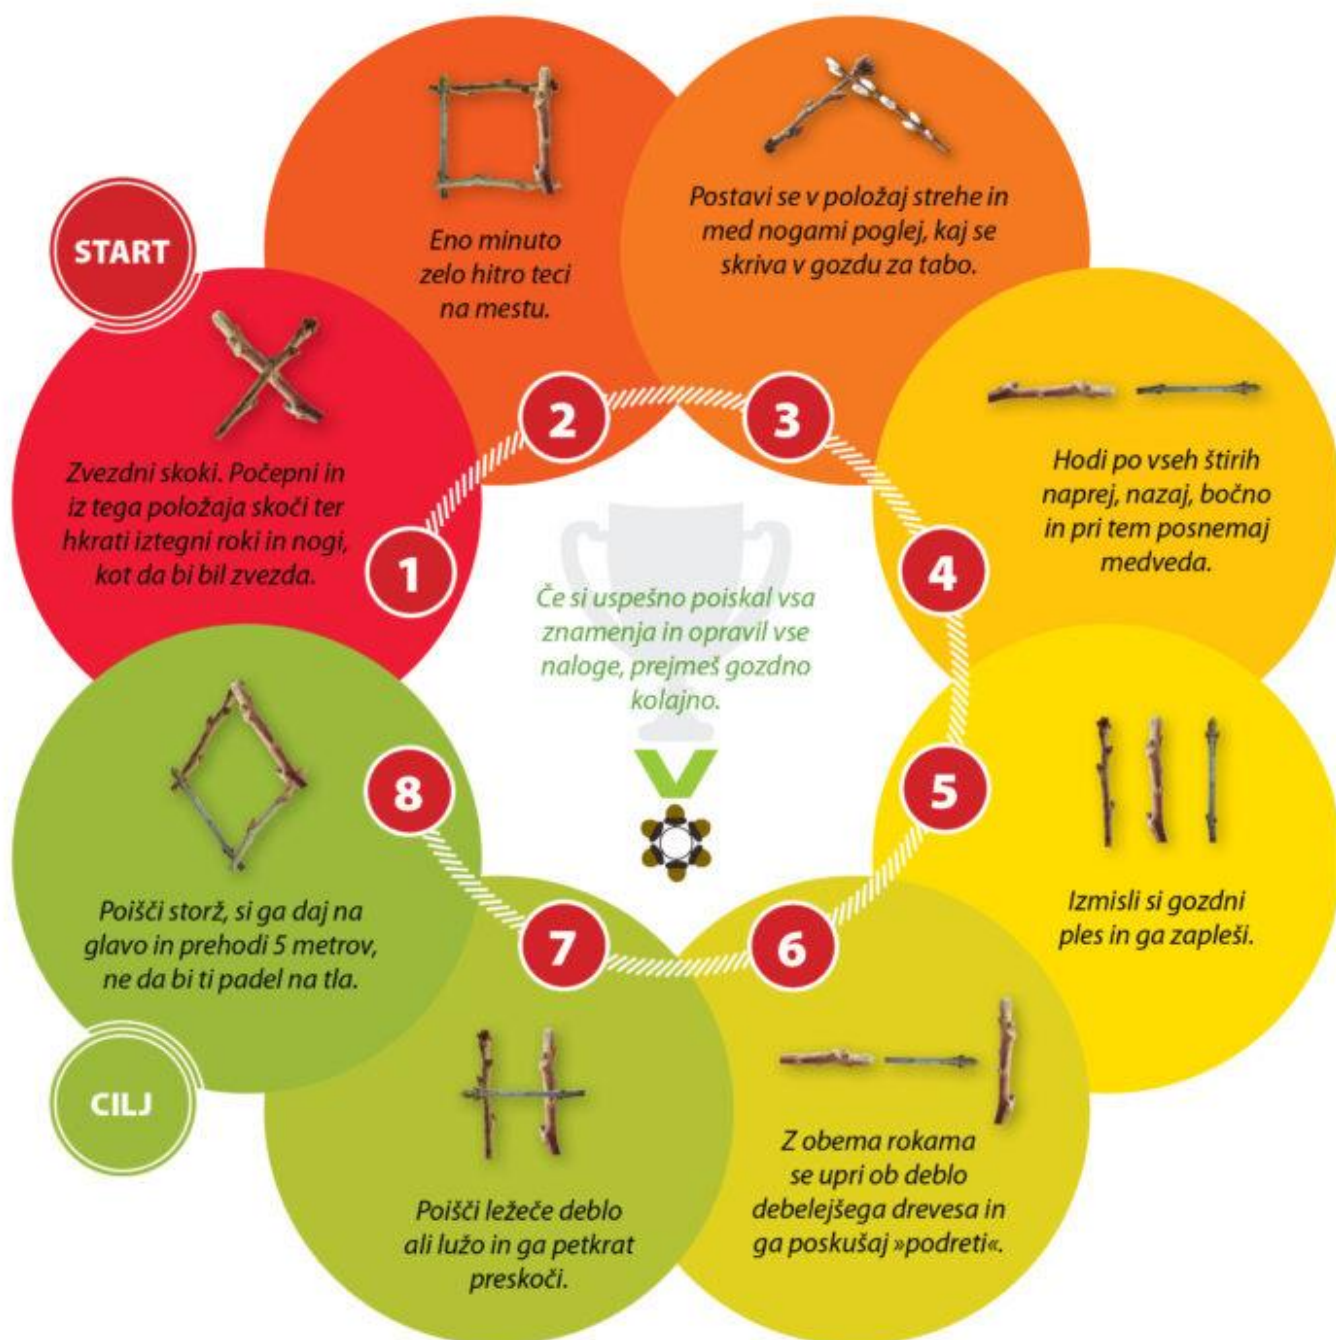 START
1
Zvezdni skoki. Počepni in
iz tega položaja skoči ter
hkrati iztegni roki in nogi,
kot da bi bil zvezda.
2
Eno minuto
zelo hitro teci
na mestu.
3
Postavi se v položaj strehe in
med nogami poglej, kaj se
skriva v gozdu za tabo.
4
Hodi po vseh štirih
naprej, nazaj, bočno
in pri tem posnemaj
medveda.
5
Izmisli si gozdni
ples in ga zapleši.
6
Z obema rokama
se upri ob deblo
debelejšega drevesa in
ga poskušaj »podreti«.
7
Poišči ležeče deblo
ali lužo in ga petkrat
preskoči.
8
Poišči storž, si ga daj na
glavo in prehodi 5 metrov,
ne da bi ti padel na tla.
CILJ
Če si uspešno poiskal vsa
znamenja in opravil vse
naloge, prejmeš gozdno
kolajno.